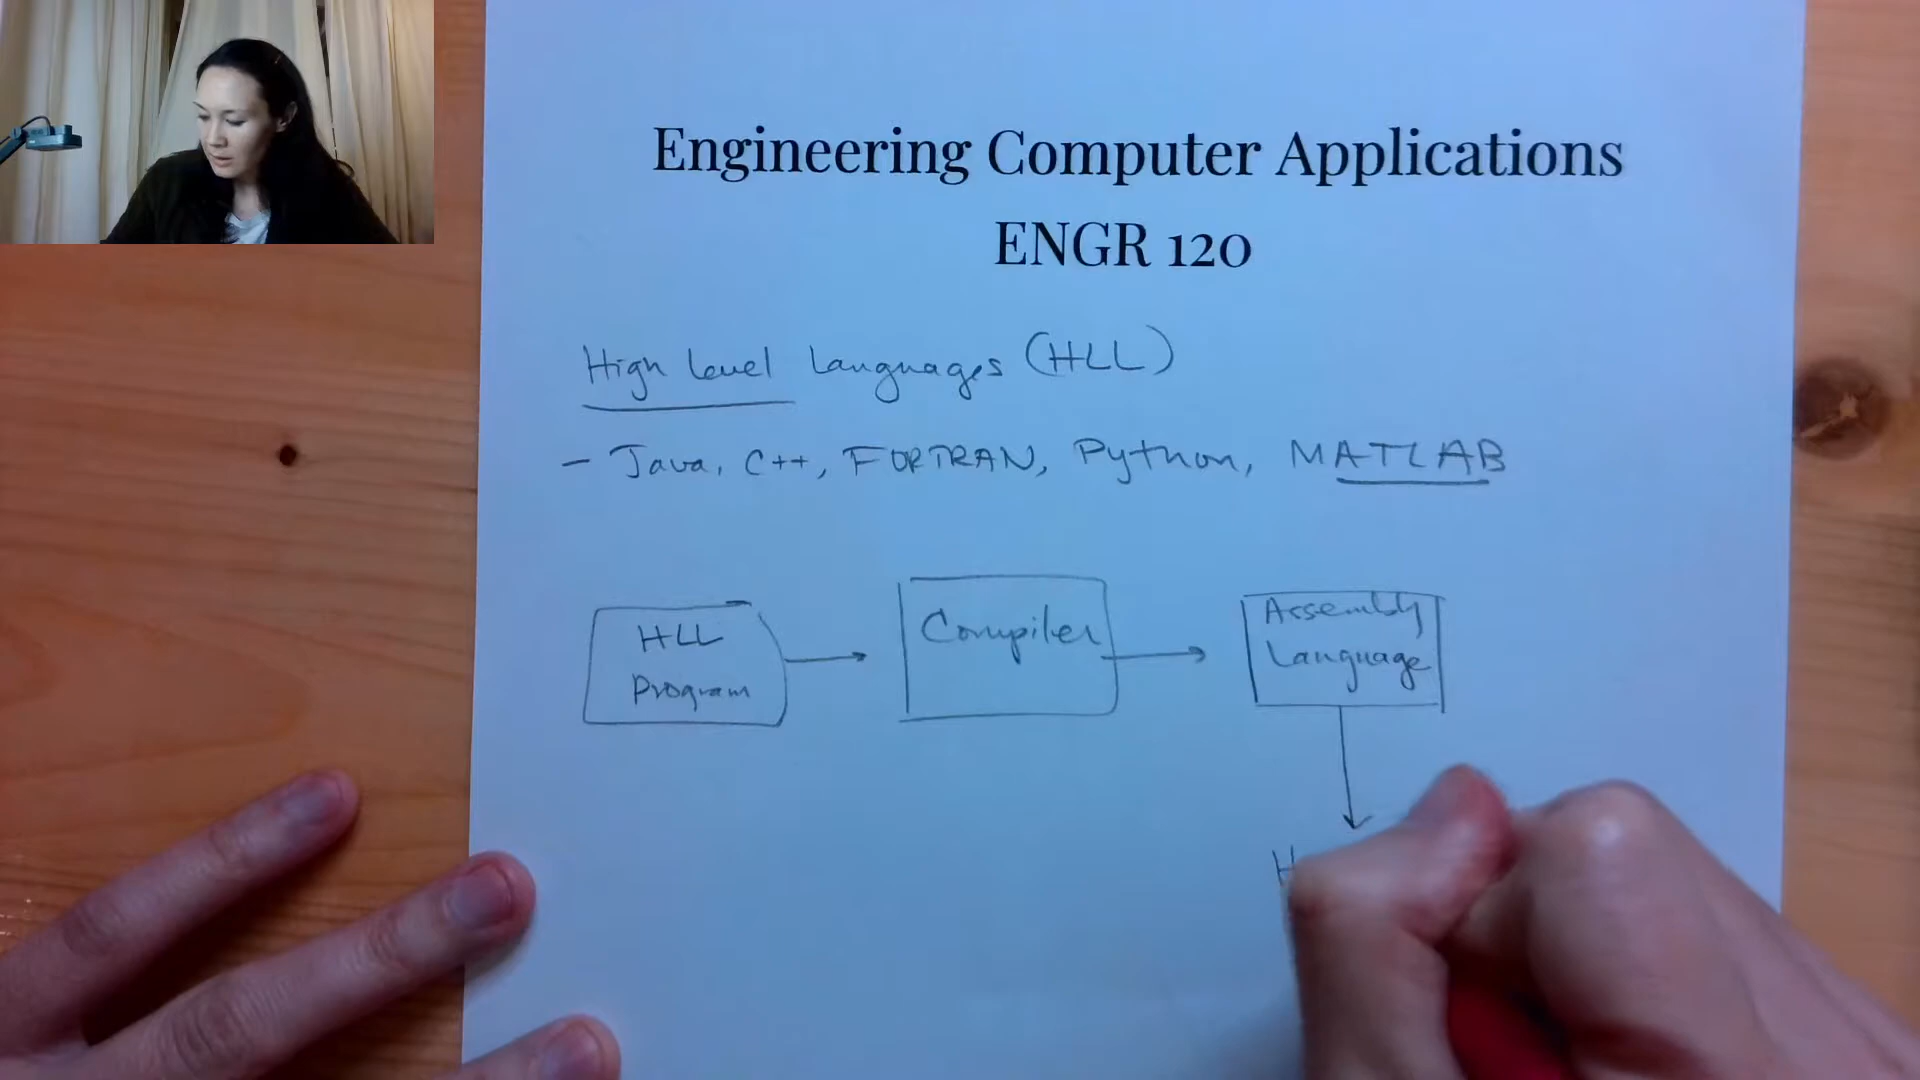 Engineering Computer Applications
ENGR 120
High Level Languages (HLL)
- Java, C++, FORTRAN, Python, MATLAB
HLL
Program
Compiler
Assembly
Language
H